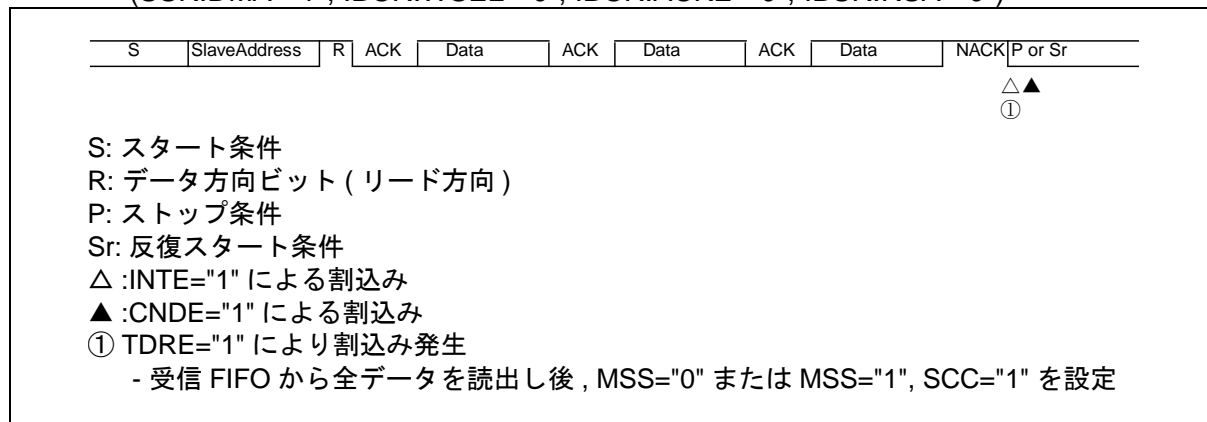 S SlaveAddress R ACK Data ACK Data ACK Data NACK P or Sr
△▲
①
S: スタート条件
R: データ方向ビット ( リード方向 )
P: ストップ条件
Sr: 反復スタート条件
△ :INTE="1" による割込み
▲ :CNDE="1" による割込み
① TDRE="1" により割込み発生
- 受信 FIFO から全データを読出し後 , MSS="0" または MSS="1", SCC="1" を設定